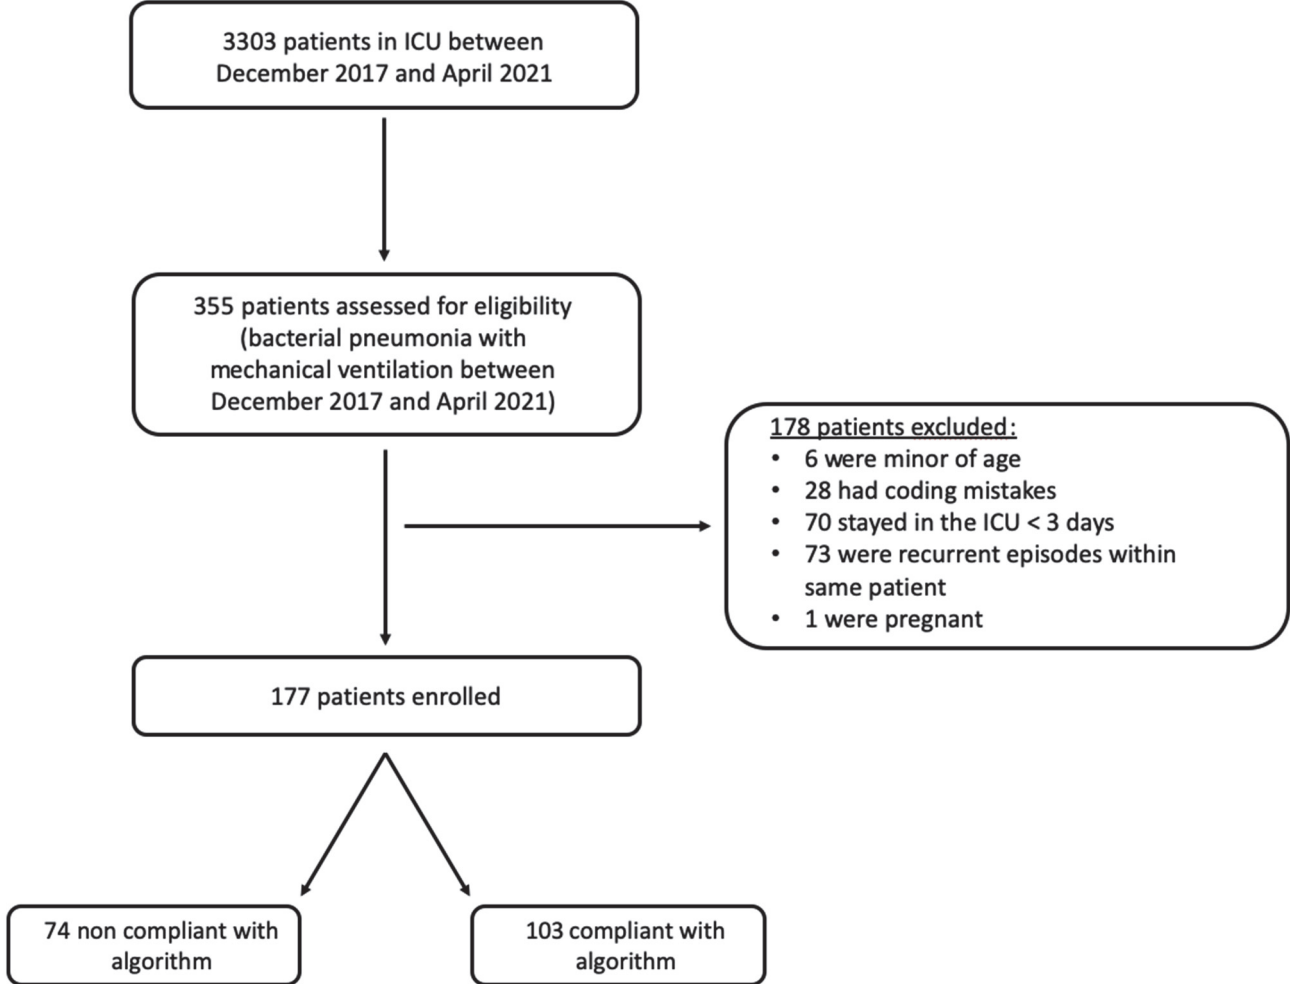 3303 patients in ICU between
December 2017 and April 2021
355 patients assessed for eligibility
(bacterial pneumonia with
mechanical ventilation between
December 2017 and April 2021)
178 patients excluded:
• 6 were minor of age
• 28 had coding mistakes
• 70 stayed in the ICU < 3 days
• 73 were recurrent episodes within
same patient
• 1 were pregnant
177 patients enrolled
74 non compliant with
algorithm
103 compliant with
algorithm